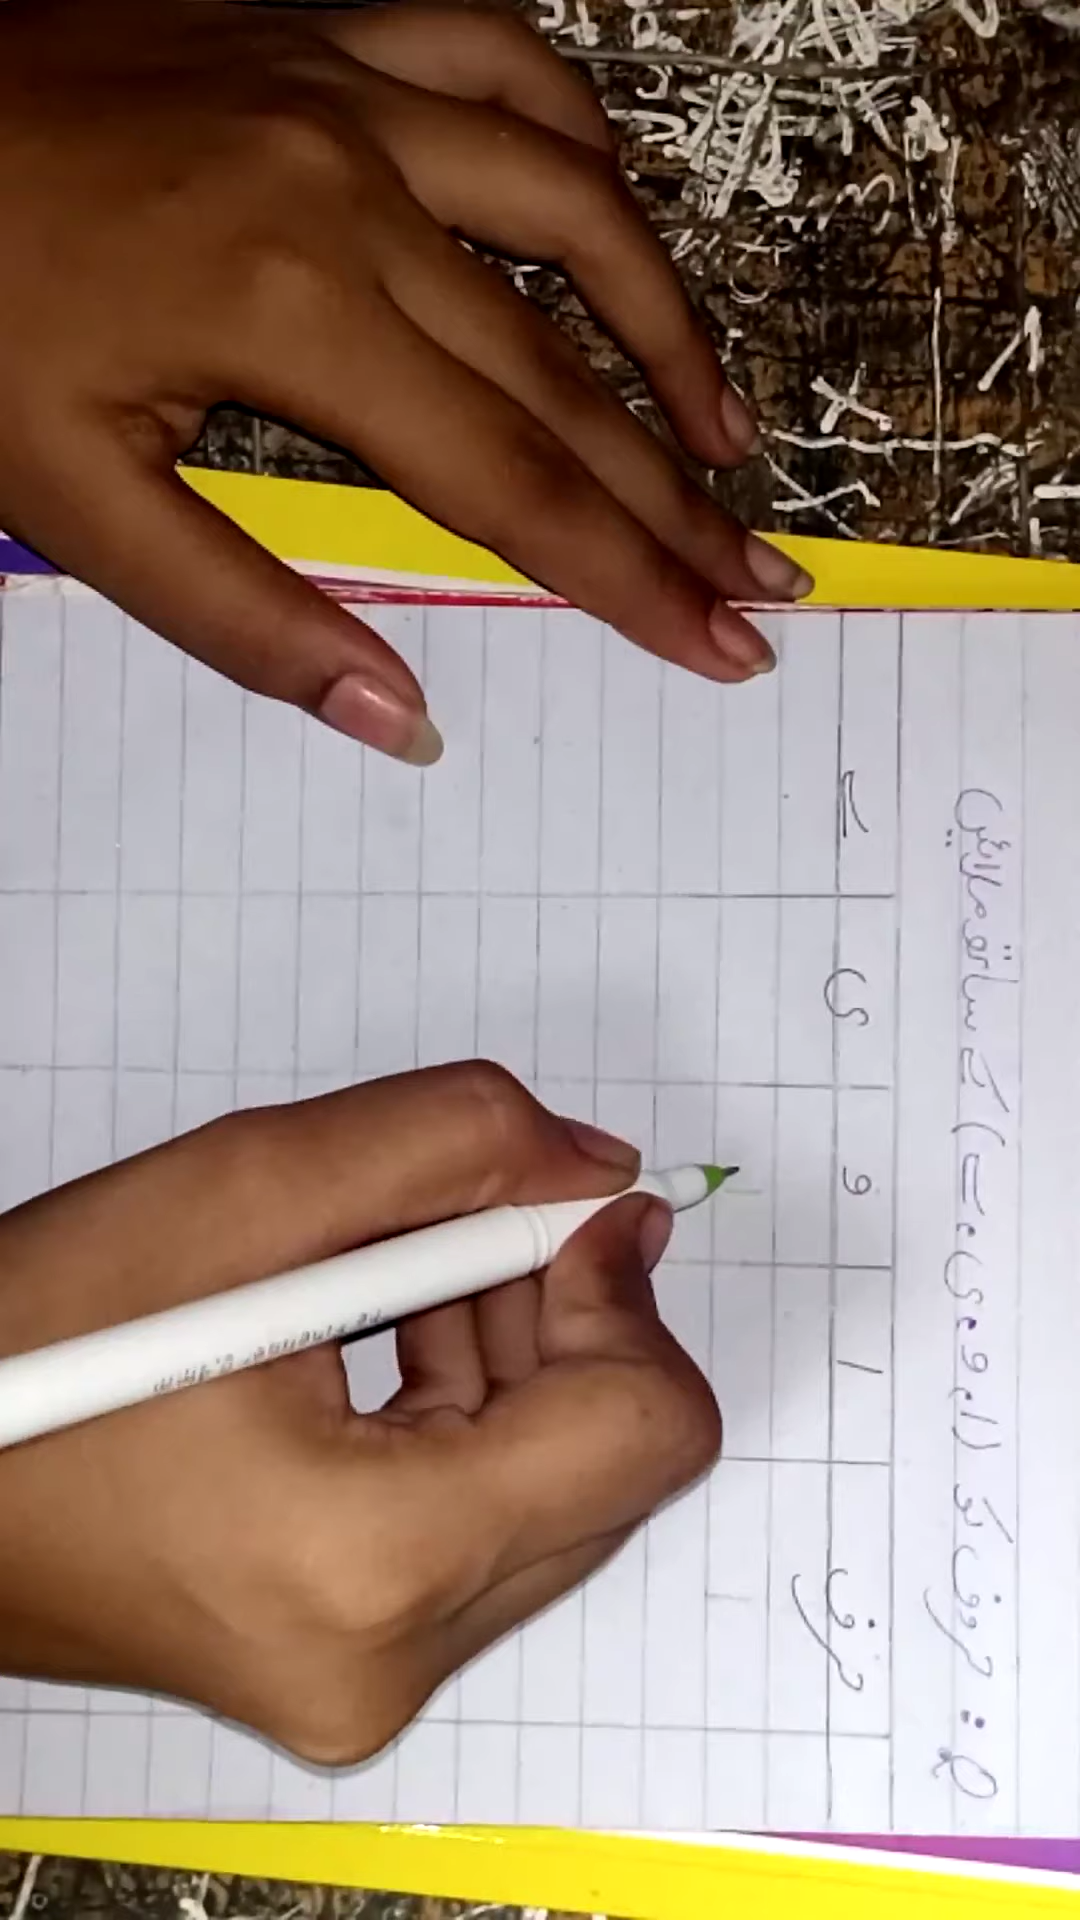 Q: حروف کو (ا، و، ی، ے) کے ساتھ ملائیں
حرف ا و ی ے